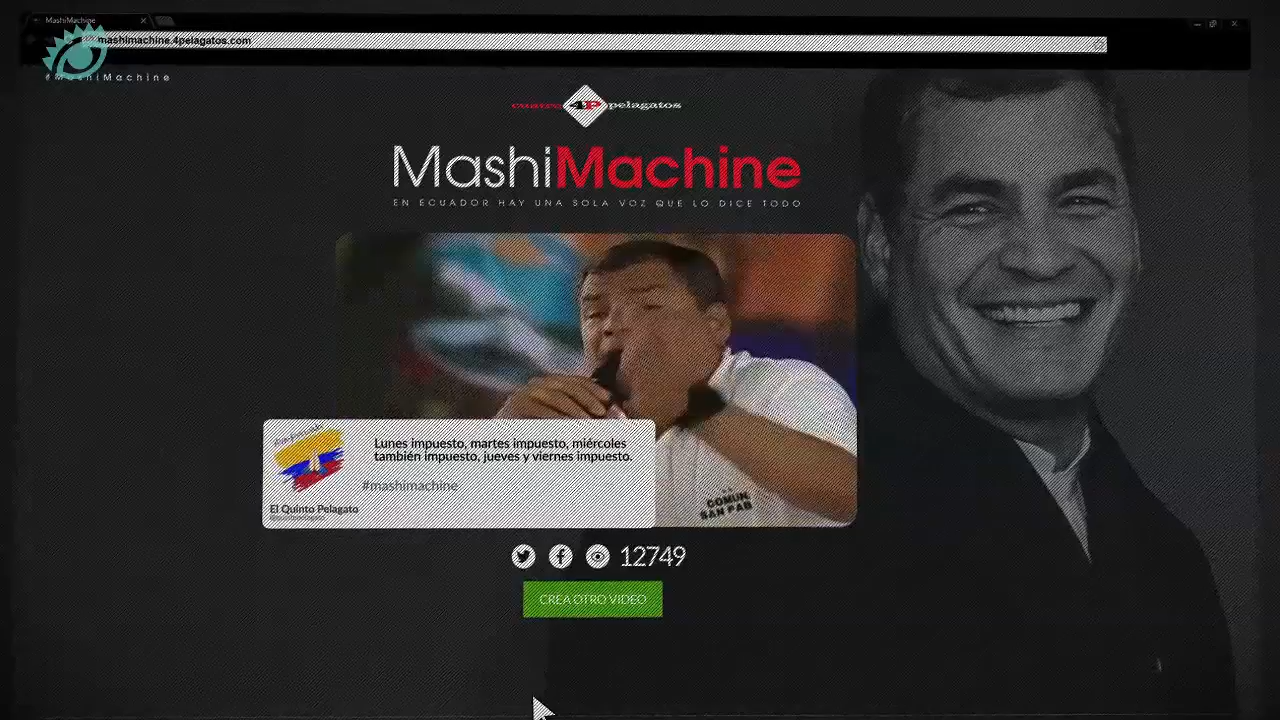 MashiMachine
mashimachine.4pelagatos.com
#MashiMachine
cuatro 4P pelagatos
MashiMachine
EN ECUADOR HAY UNA SOLA VOZ QUE LO DICE TODO
Lunes impuesto, martes impuesto, miércoles
también impuesto, jueves y viernes impuesto.
#mashimachine
El Quinto Pelagato
COMUN.
SAN PAB
12749
CREA OTRO VIDEO